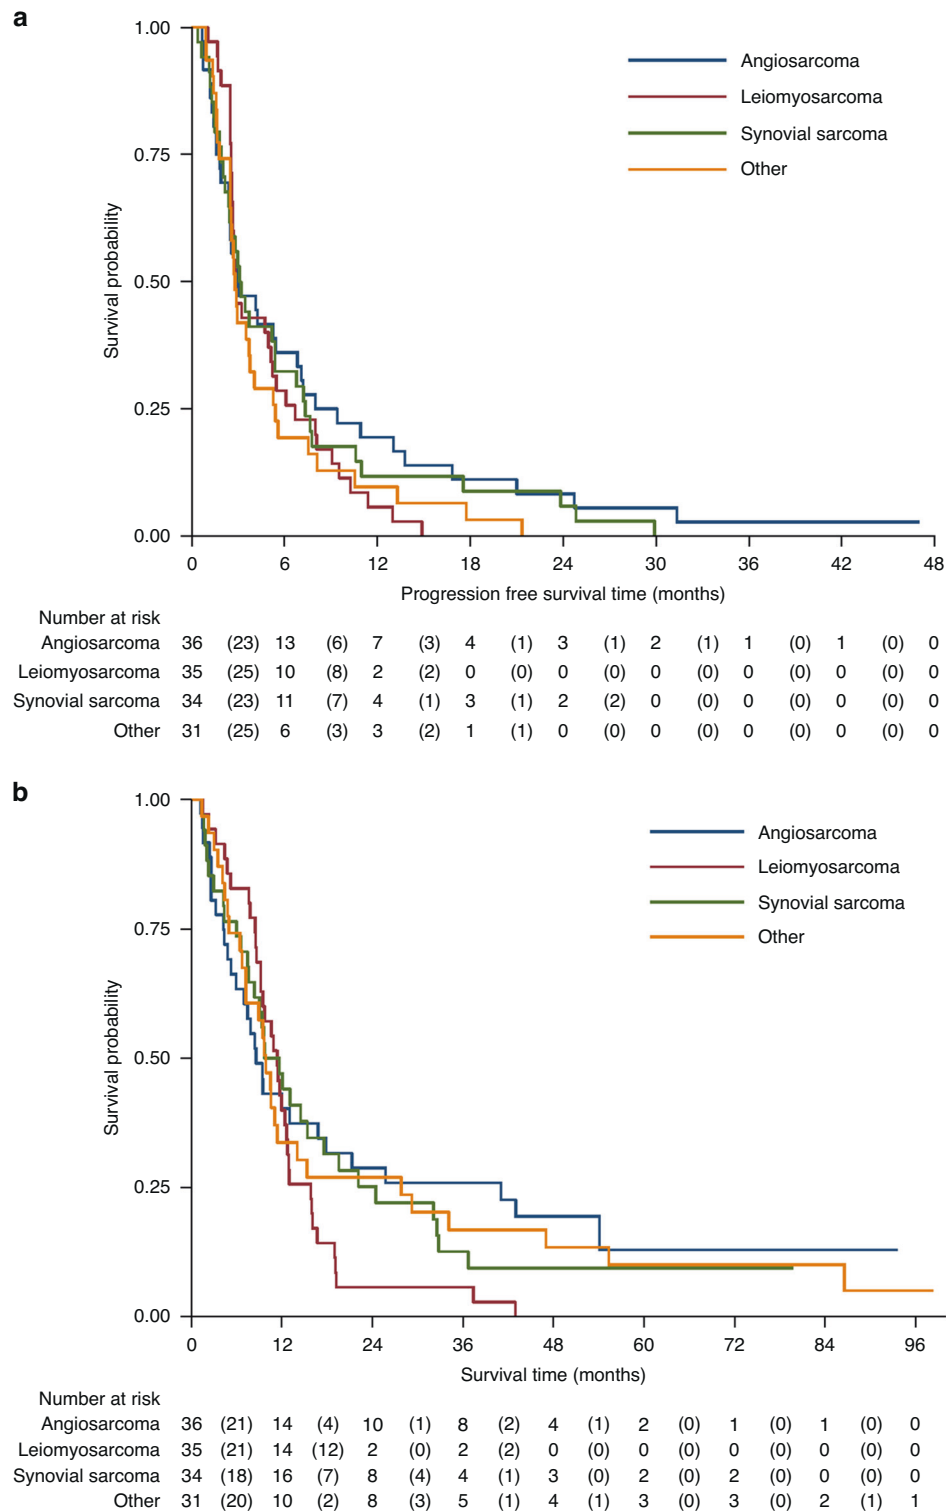 a
1.00
0.75
0.50
0.25
0.00
Survival probability
Angiosarcoma
Leiomyosarcoma
Synovial sarcoma
Other
0 6 12 18 24 30 36 42 48
Progression free survival time (months)
Number at risk
Angiosarcoma 36 (23) 13 (6) 7 (3) 4 (1) 3 (1) 2 (1) 1 (0) 1 (0) 0
Leiomyosarcoma 35 (25) 10 (8) 2 (2) 0 (0) 0 (0) 0 (0) 0 (0) 0 (0) 0
Synovial sarcoma 34 (23) 11 (7) 4 (1) 3 (1) 2 (2) 0 (0) 0 (0) 0 (0) 0
Other 31 (25) 6 (3) 3 (2) 1 (1) 0 (0) 0 (0) 0 (0) 0 (0) 0
b
1.00
0.75
0.50
0.25
0.00
Survival probability
Angiosarcoma
Leiomyosarcoma
Synovial sarcoma
Other
0 12 24 36 48 60 72 84 96
Survival time (months)
Number at risk
Angiosarcoma 36 (21) 14 (4) 10 (1) 8 (2) 4 (1) 2 (0) 1 (0) 1 (0) 0
Leiomyosarcoma 35 (21) 14 (12) 2 (0) 2 (2) 0 (0) 0 (0) 0 (0) 0 (0) 0
Synovial sarcoma 34 (18) 16 (7) 8 (4) 4 (1) 3 (0) 2 (0) 2 (0) 0 (0) 0
Other 31 (20) 10 (2) 8 (3) 5 (1) 4 (1) 3 (0) 3 (0) 2 (1) 1